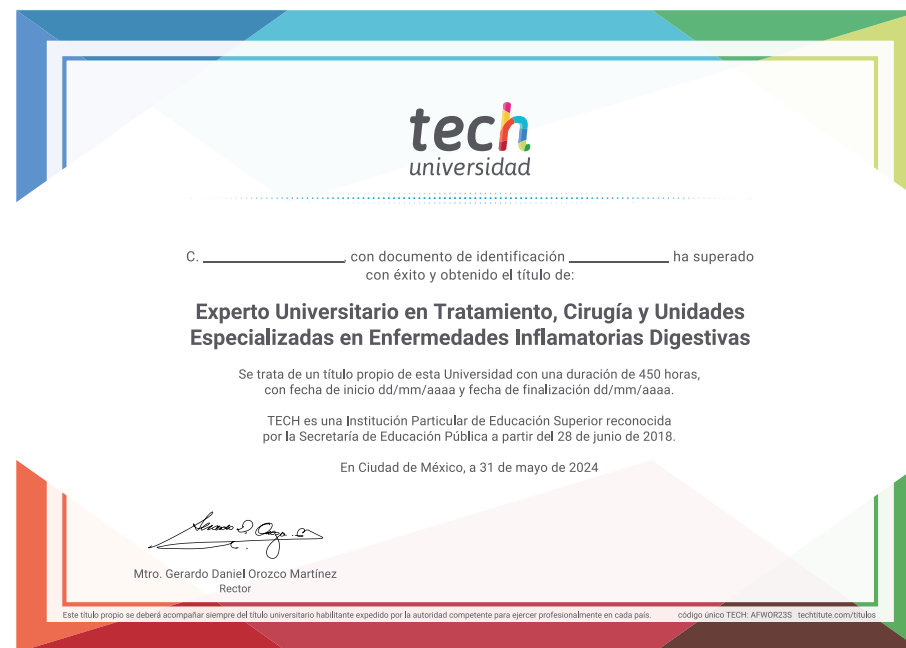 tech
universidad
C. ____________________, con documento de identificación ______________ ha superado
con éxito y obtenido el título de:
Experto Universitario en Tratamiento, Cirugía y Unidades
Especializadas en Enfermedades Inflamatorias Digestivas
Se trata de un título propio de esta Universidad con una duración de 450 horas,
con fecha de inicio dd/mm/aaaa y fecha de finalización dd/mm/aaaa.
TECH es una Institución Particular de Educación Superior reconocida
por la Secretaría de Educación Pública a partir del 28 de junio de 2018.
En Ciudad de México, a 31 de mayo de 2024
Mtro. Gerardo Daniel Orozco Martínez
Rector
Este título propio se deberá acompañar siempre del título universitario habilitante expedido por la autoridad competente para ejercer profesionalmente en cada país. código único TECH: AFWOR23S techtitute.com/titulos